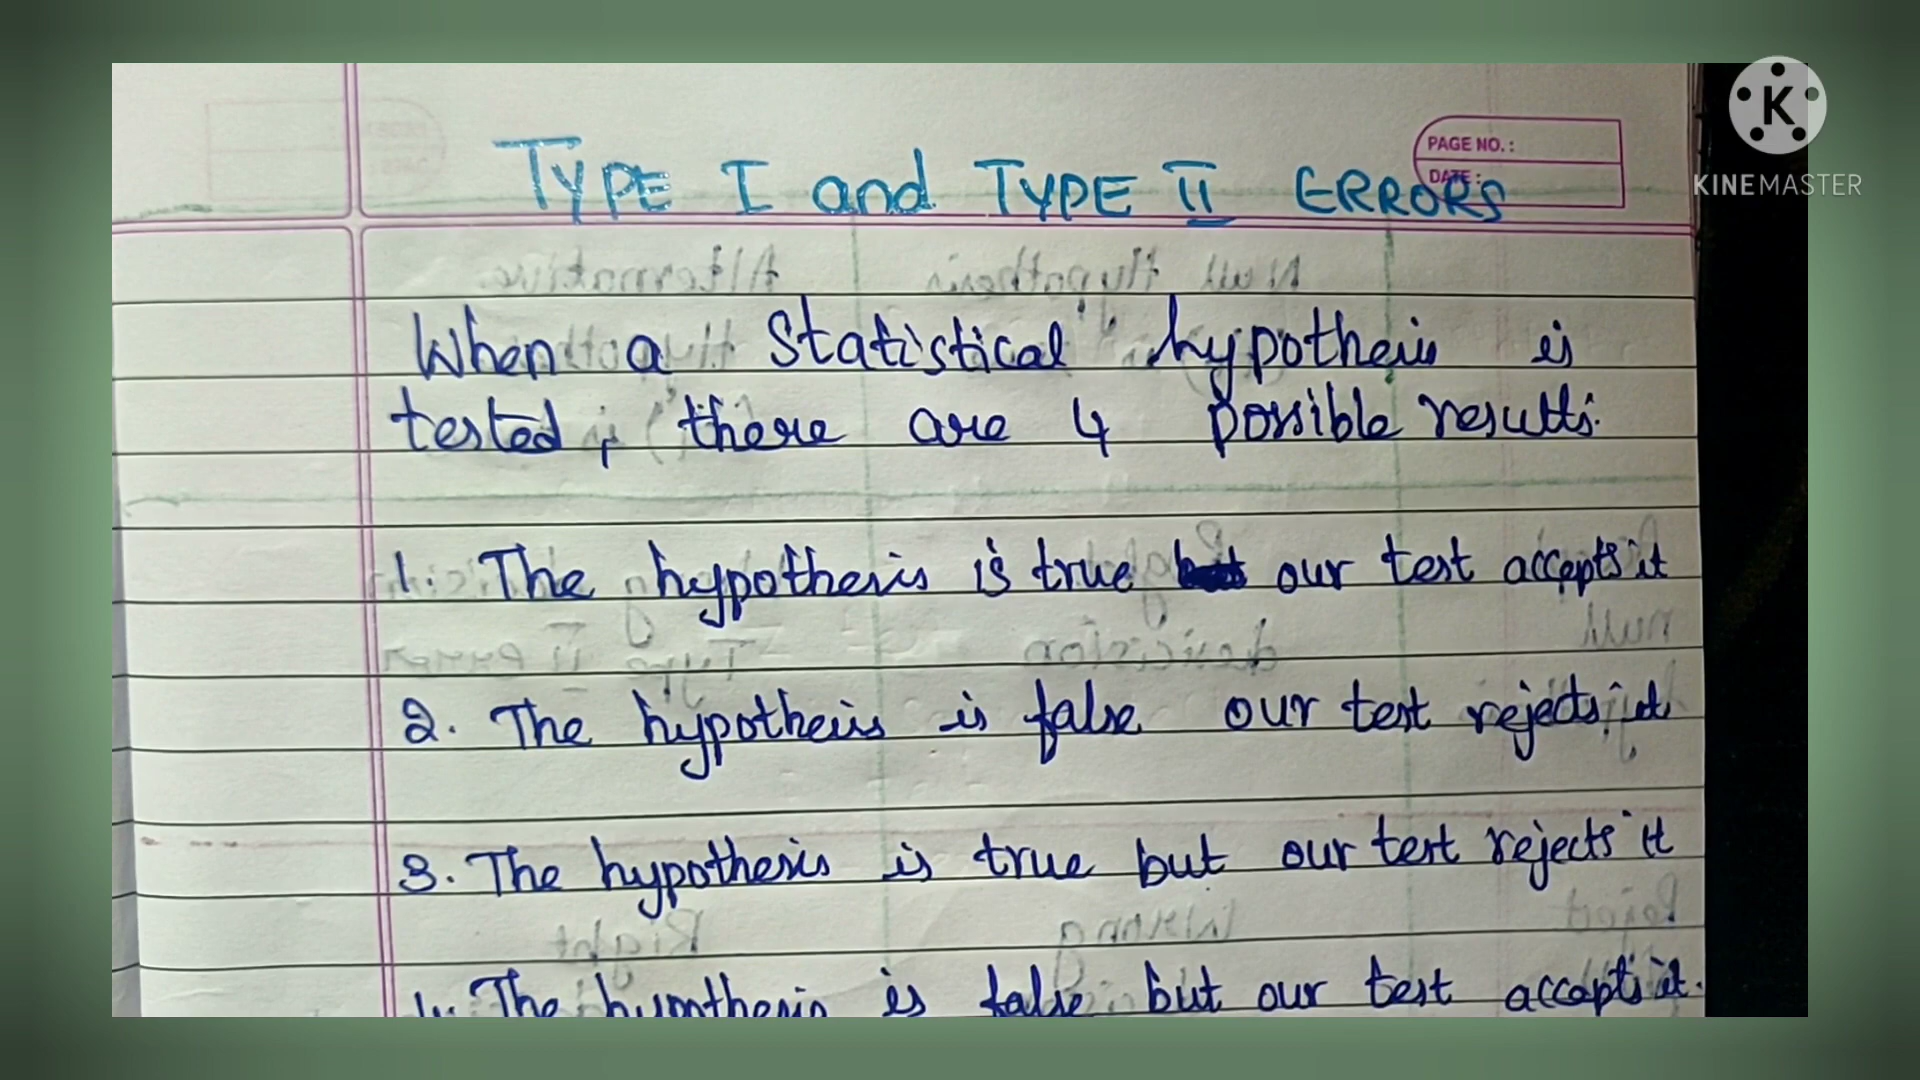 TYPE I and TYPE II ERRORS
PAGE NO.:
DATE:
KINEMASTER
When a Statistical hypothesis is
tested, there are 4 possible results.
1. The hypothesis is true our test accepts it
2. The hypothesis is false our test rejects it
3. The hypothesis is true but our test rejects it
4. The hypothesis is false but our test accepts it.